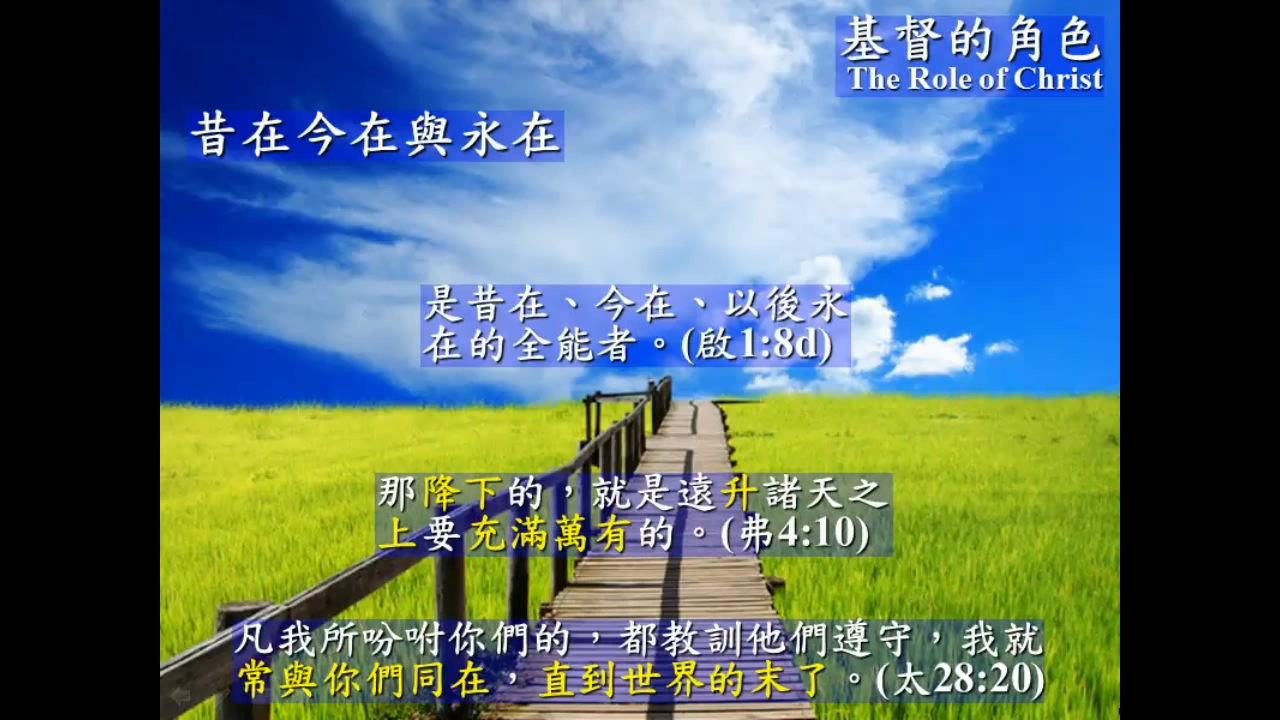 基督的角色
The Role of Christ
昔在今在與永在
是昔在、今在、以後永
在的全能者。(啟1:8d)
那降下的，就是遠升諸天之
上要充滿萬有的。(弗4:10)
凡我所吩咐你們的，都教訓他們遵守，我就
常與你們同在，直到世界的末了。(太28:20)